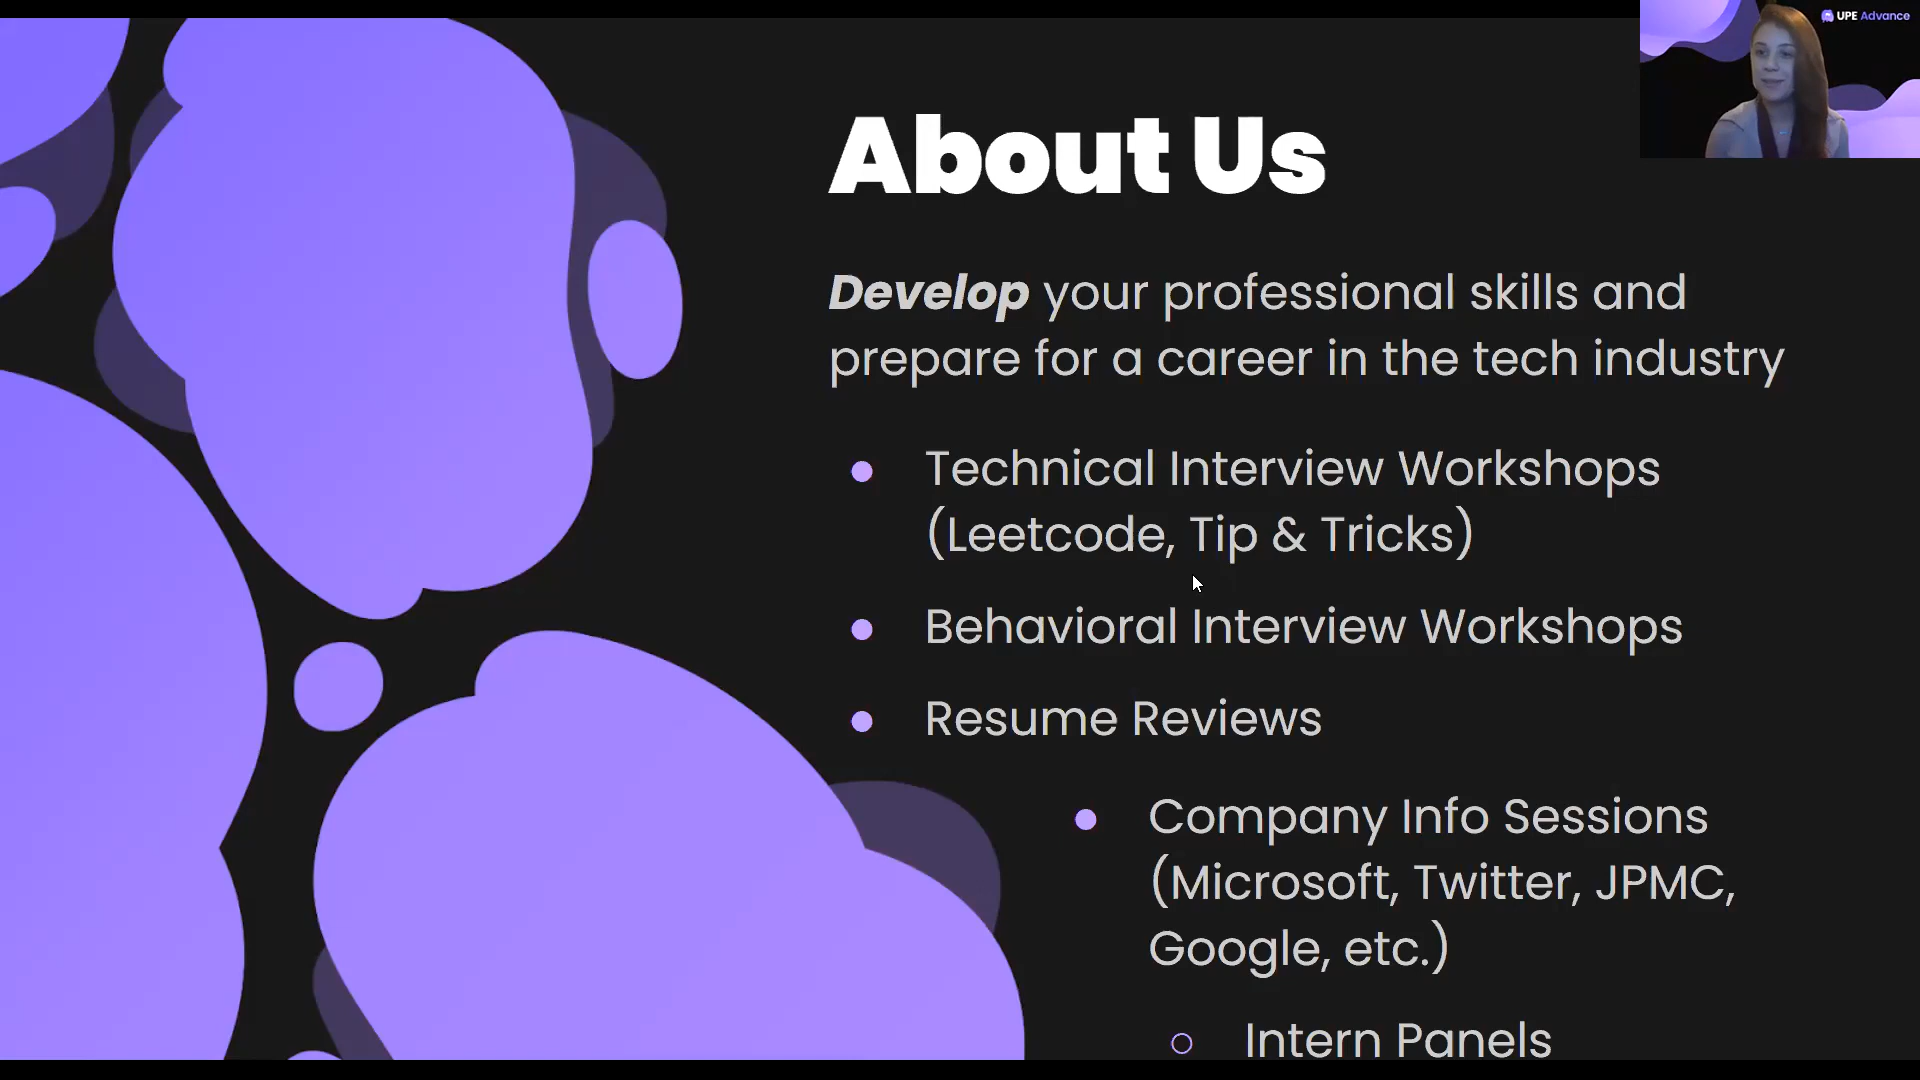 UPE Advance
About Us
Develop your professional skills and
prepare for a career in the tech industry
Technical Interview Workshops
(Leetcode, Tip & Tricks)
Behavioral Interview Workshops
Resume Reviews
Company Info Sessions
(Microsoft, Twitter, JPMC,
Google, etc.)
Intern Panels